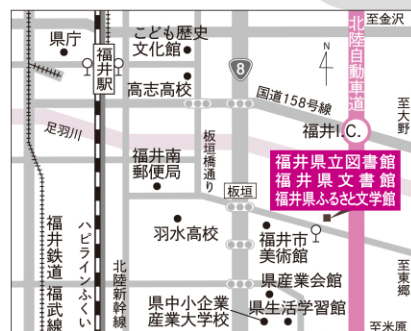 至金沢
こども歴史
文化館
県庁
福井駅
高志高校
8
N
北陸自動車道
国道158号線
至大野
福井I.C.
足羽川
板垣橋通り
福井南
郵便局
板垣
福井県立図書館
福井県文書館
福井県ふるさと文学館
羽水高校
福井市
美術館
至東郷
福井鉄道 福武線
ハピラインふくい
北陸新幹線
県産業会館
県中小企業
産業大学校
県生活学習館
至米原